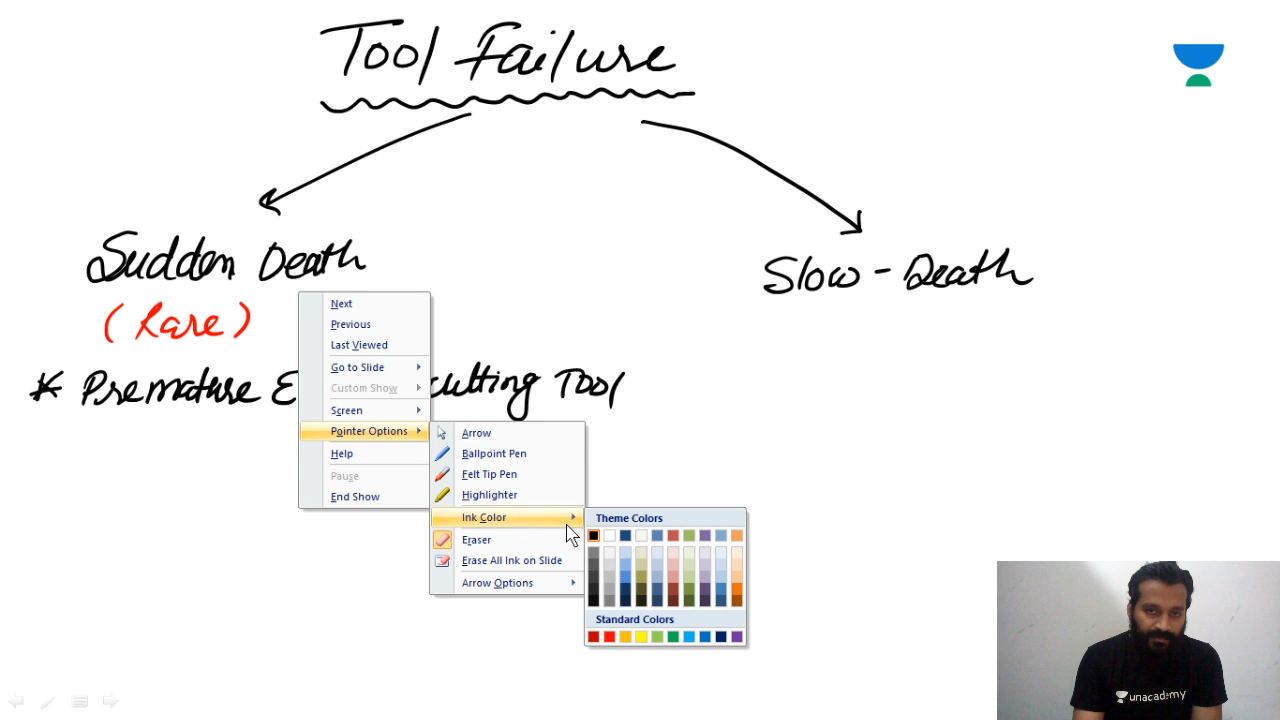 Tool Failure
Sudden Death
Slow - Death
(Rare)
* Premature E cutting Tool
Next
Previous
Last Viewed
Go to Slide
Custom Show
Screen
Pointer Options
Help
Pause
End Show
Arrow
Ballpoint Pen
Felt Tip Pen
Highlighter
Ink Color
Eraser
Erase All Ink on Slide
Arrow Options
Theme Colors
Standard Colors
unacademy